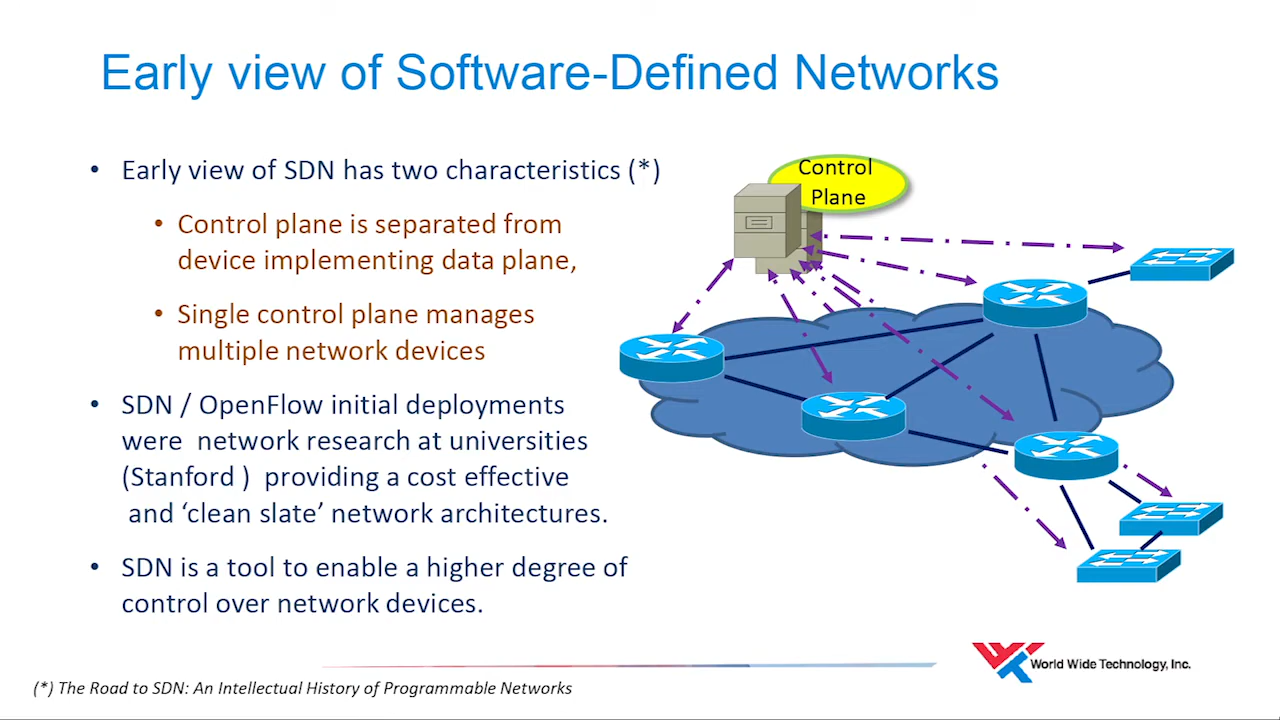 Early view of Software-Defined Networks
• Early view of SDN has two characteristics (*)
• Control plane is separated from
device implementing data plane,
• Single control plane manages
multiple network devices
• SDN / OpenFlow initial deployments
were  network research at universities
(Stanford )  providing a cost effective
and ‘clean slate’ network architectures.
• SDN is a tool to enable a higher degree of
control over network devices.
Control
Plane
World Wide Technology, Inc.
(*) The Road to SDN: An Intellectual History of Programmable Networks